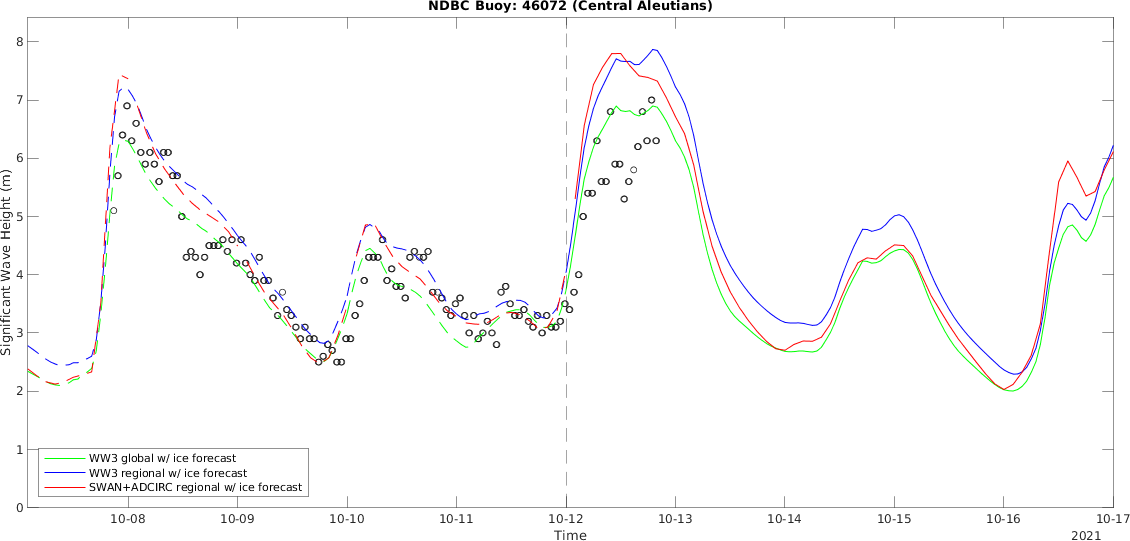 NDBC Buoy: 46072 (Central Aleutians)
8
7
6
5
4
3
2
1
0
Significant Wave Height (m)
WW3 global w/ ice forecast
WW3 regional w/ ice forecast
SWAN+ADCIRC regional w/ ice forecast
10-08 10-09 10-10 10-11 10-12 10-13 10-14 10-15 10-16 10-17
Time
2021